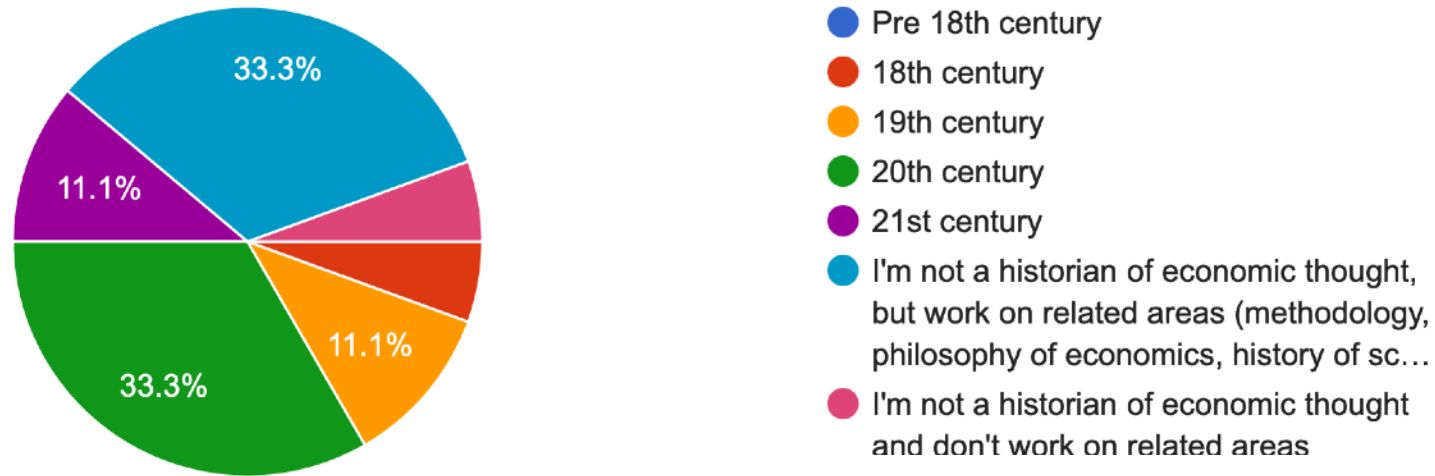 33.3%
11.1%
11.1%
33.3%
Pre 18th century
18th century
19th century
20th century
21st century
I'm not a historian of economic thought,
but work on related areas (methodology,
philosophy of economics, history of sc...
I'm not a historian of economic thought
and don't work on related areas